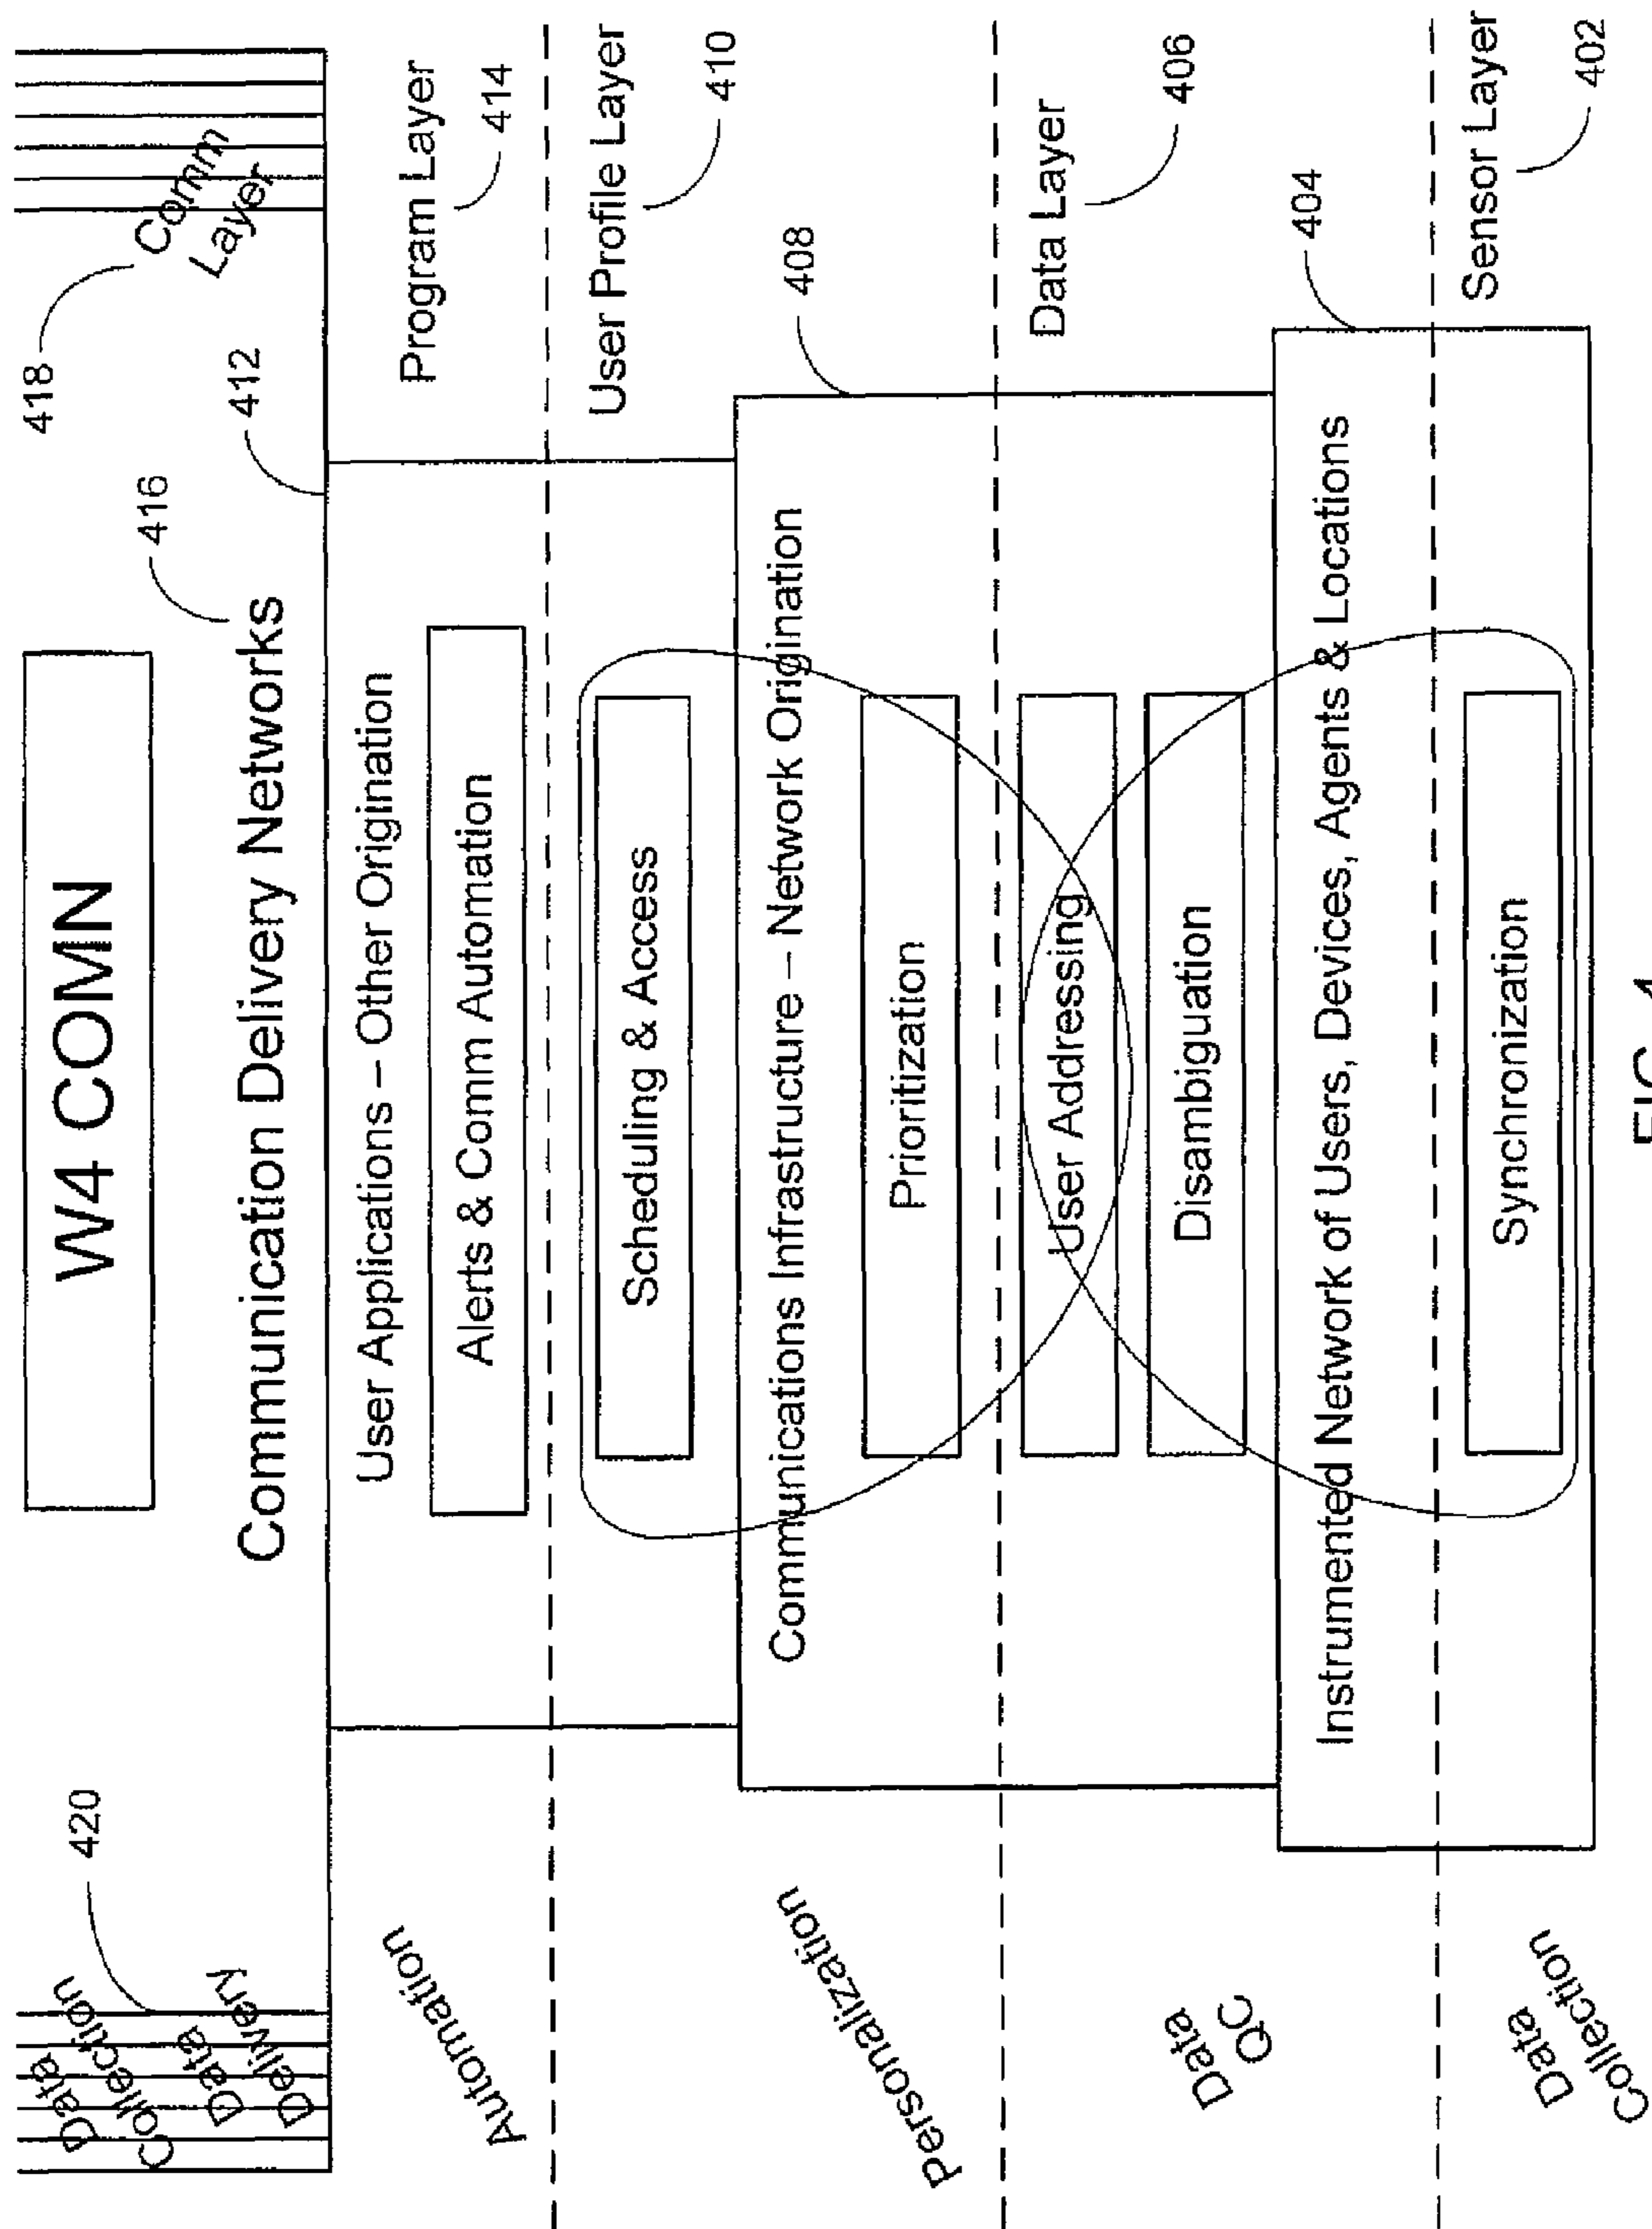 W4 COMN
418
Comm
Layer
420
Data
Collection
Data
Delivery
Communication Delivery Networks
416
412
User Applications – Other Origination
Program Layer
414
Alerts & Comm Automation
Automation
Scheduling & Access
User Profile Layer
410
Communications Infrastructure – Network Origination
408
Prioritization
Personalization
User Addressing
Data Layer
406
Disambiguation
Data
QC
Instrumented Network of Users, Devices, Agents & Locations
404
Synchronization
Sensor Layer
402
Data
Collection
FIG. 4